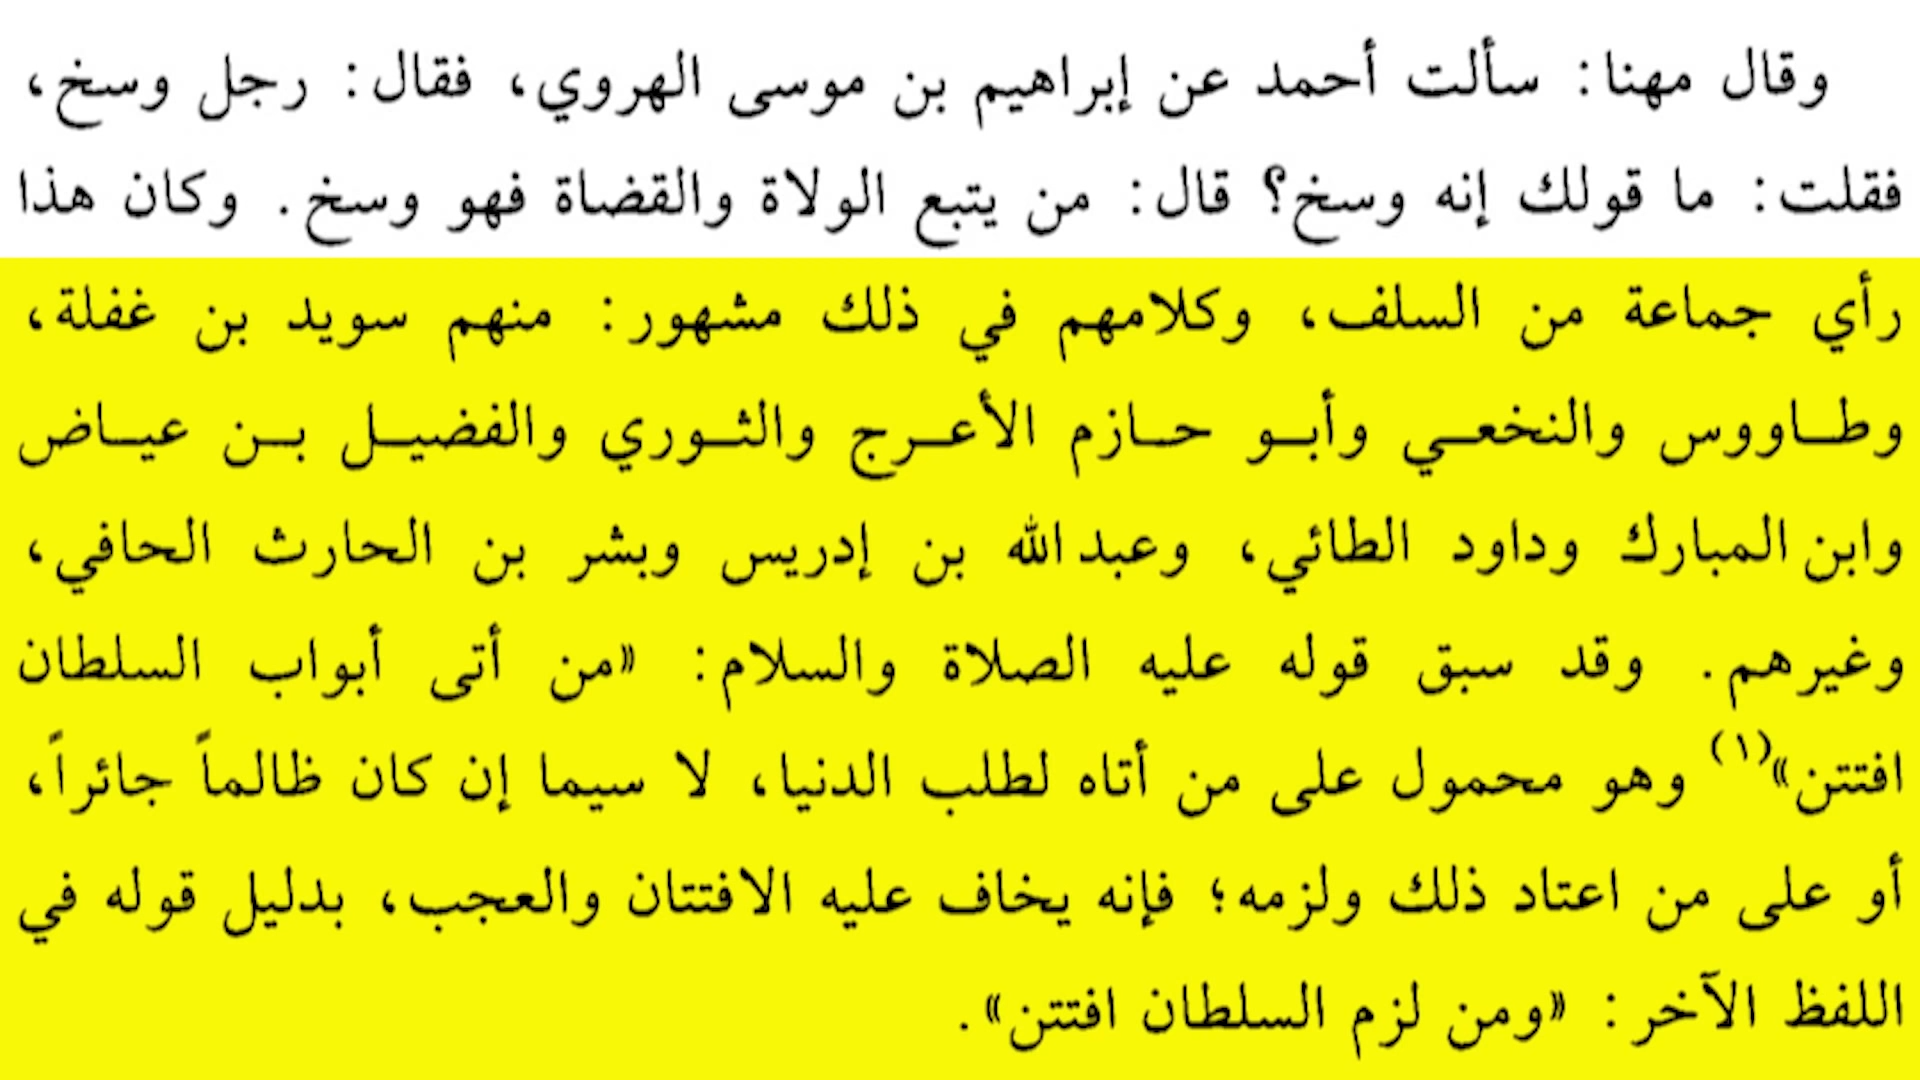 وقال مهنا: سألت أحمد عن إبراهيم بن موسى الهروي، فقال: رجل وسخ،
فقلت: ما قولك إنه وسخ؟ قال: من يتبع الولاة والقضاة فهو وسخ. وكان هذا
رأي جماعة من السلف، وكلامهم في ذلك مشهور: منهم سويد بن غفلة،
وطاووس والنخعي وأبو حازم الأعرج والثوري والفضيل بن عياض
وابن المبارك وداود الطائي، وعبدالله بن إدريس وبشر بن الحارث الحافي،
وغيرهم. وقد سبق قوله عليه الصلاة والسلام: «من أتى أبواب السلطان
افتتن»(١) وهو محمول على من أتاه لطلب الدنيا، لا سيما إن كان ظالماً جائراً،
أو على من اعتاد ذلك ولزمه؛ فإنه يخاف عليه الافتتان والعجب، بدليل قوله في
اللفظ الآخر: «ومن لزم السلطان افتتن».